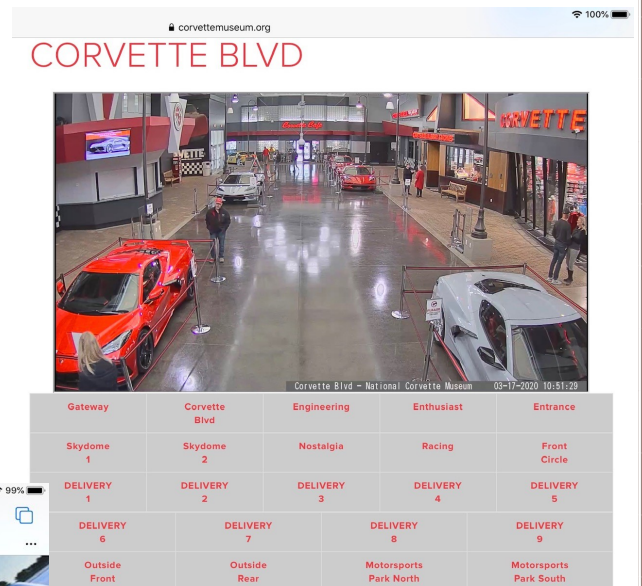 100%
corvettemuseum.org
CORVETTE BLVD
CORVETTE
Corvette Blvd - National Corvette Museum 03-17-2020 10:51:29
Gateway
Corvette
Blvd
Engineering
Enthusiast
Entrance
Skydome
1
Skydome
2
Nostalgia
Racing
Front
Circle
99%
DELIVERY
1
DELIVERY
2
DELIVERY
3
DELIVERY
4
DELIVERY
5
DELIVERY
6
DELIVERY
7
DELIVERY
8
DELIVERY
9
Outside
Front
Outside
Rear
Motorsports
Park North
Motorsports
Park South